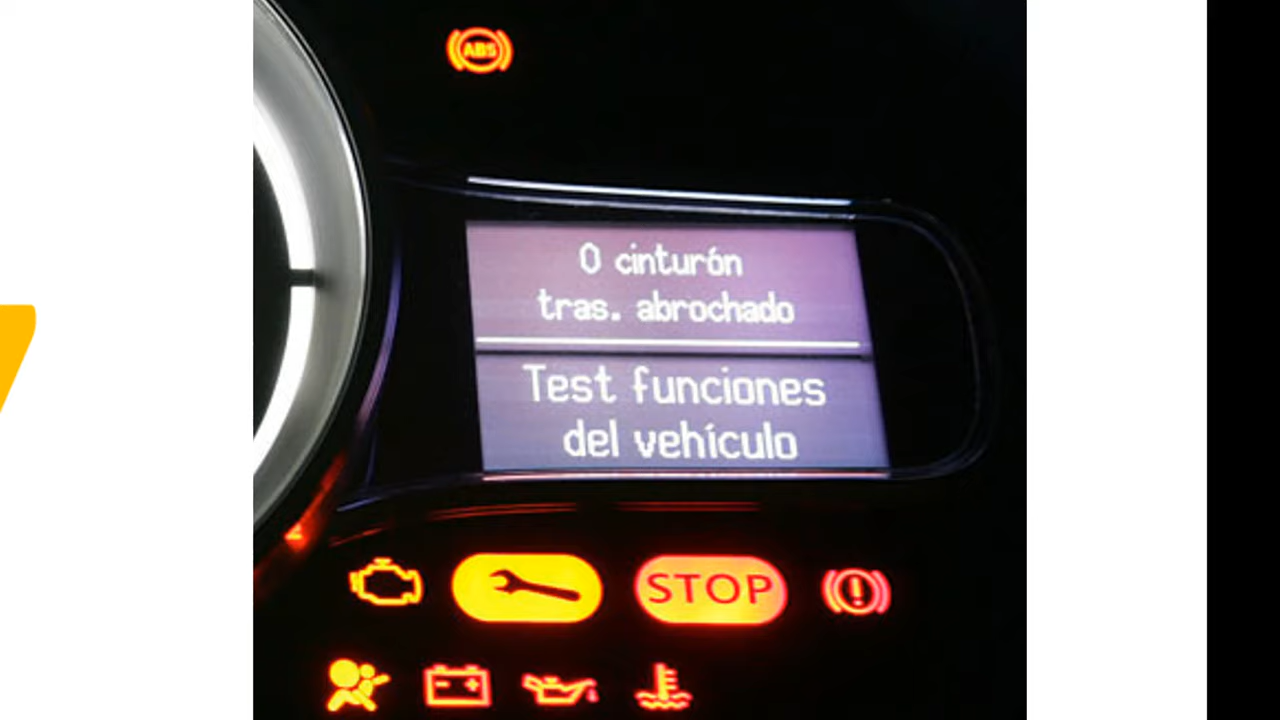 ABS
0 cinturón
tras. abrochado
Test funciones
del vehículo
STOP